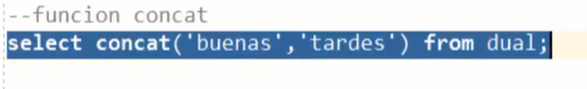 --funcion concat
select concat('buenas','tardes') from dual;